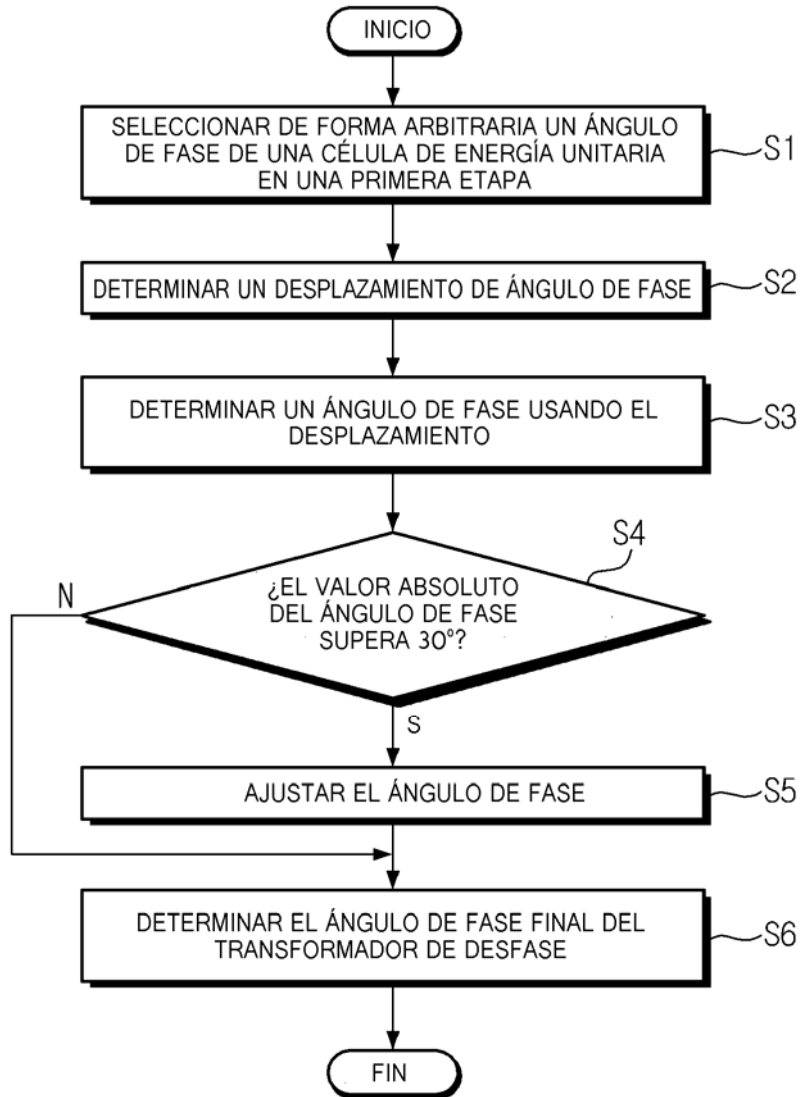 INICIO
SELECCIONAR DE FORMA ARBITRARIA UN ÁNGULO
DE FASE DE UNA CÉLULA DE ENERGÍA UNITARIA
EN UNA PRIMERA ETAPA
S1
DETERMINAR UN DESPLAZAMIENTO DE ÁNGULO DE FASE
S2
DETERMINAR UN ÁNGULO DE FASE USANDO EL
DESPLAZAMIENTO
S3
S4
¿EL VALOR ABSOLUTO
DEL ÁNGULO DE FASE
SUPERA 30º?
N
S
AJUSTAR EL ÁNGULO DE FASE
S5
DETERMINAR EL ÁNGULO DE FASE FINAL DEL
TRANSFORMADOR DE DESFASE
S6
FIN